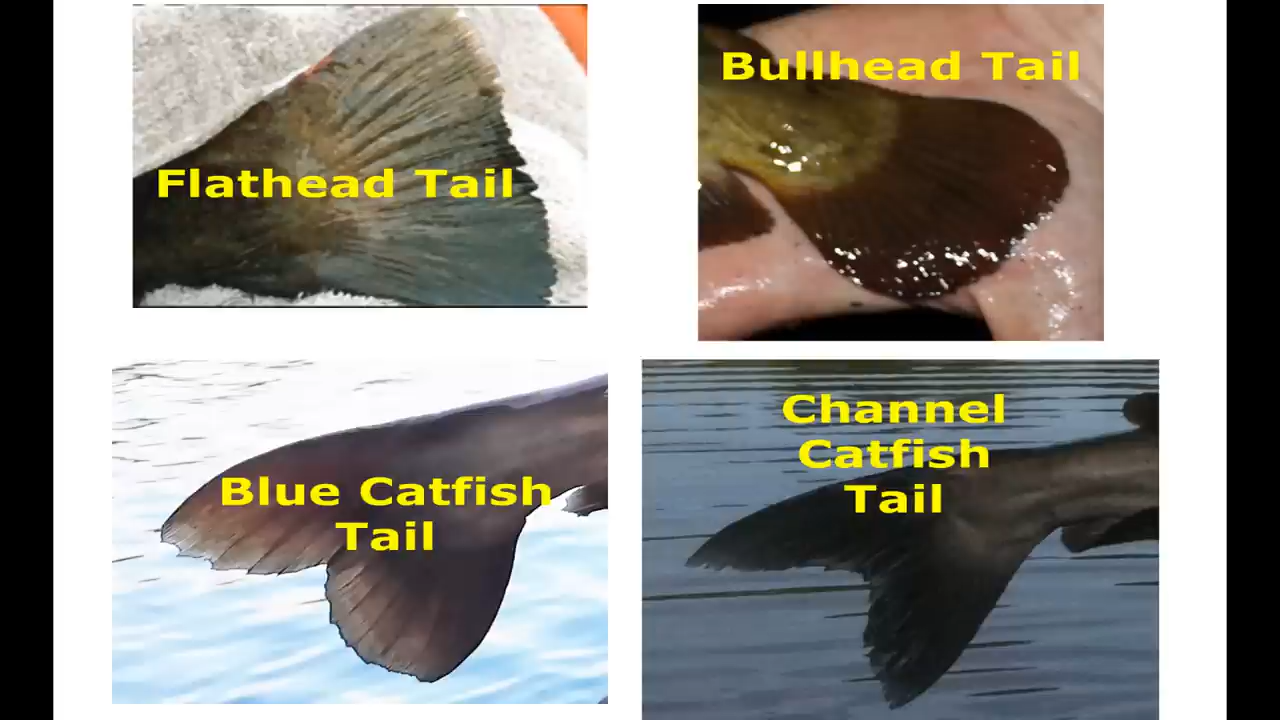 Flathead Tail
Bullhead Tail
Blue Catfish
Tail
Channel
Catfish
Tail